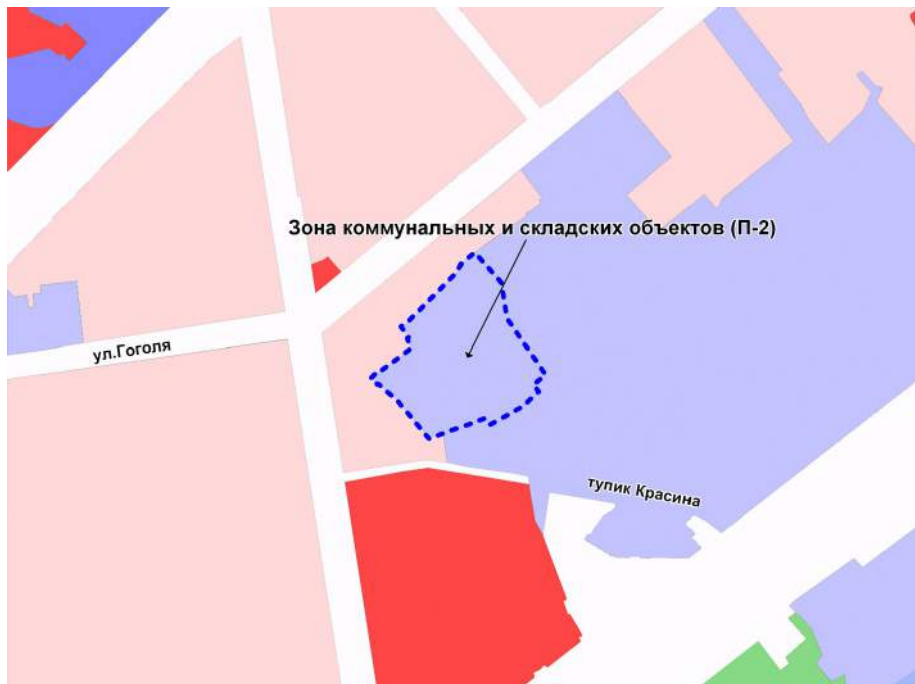 Зона коммунальных и складских объектов (П-2)
ул.Гоголя
тупик Красина